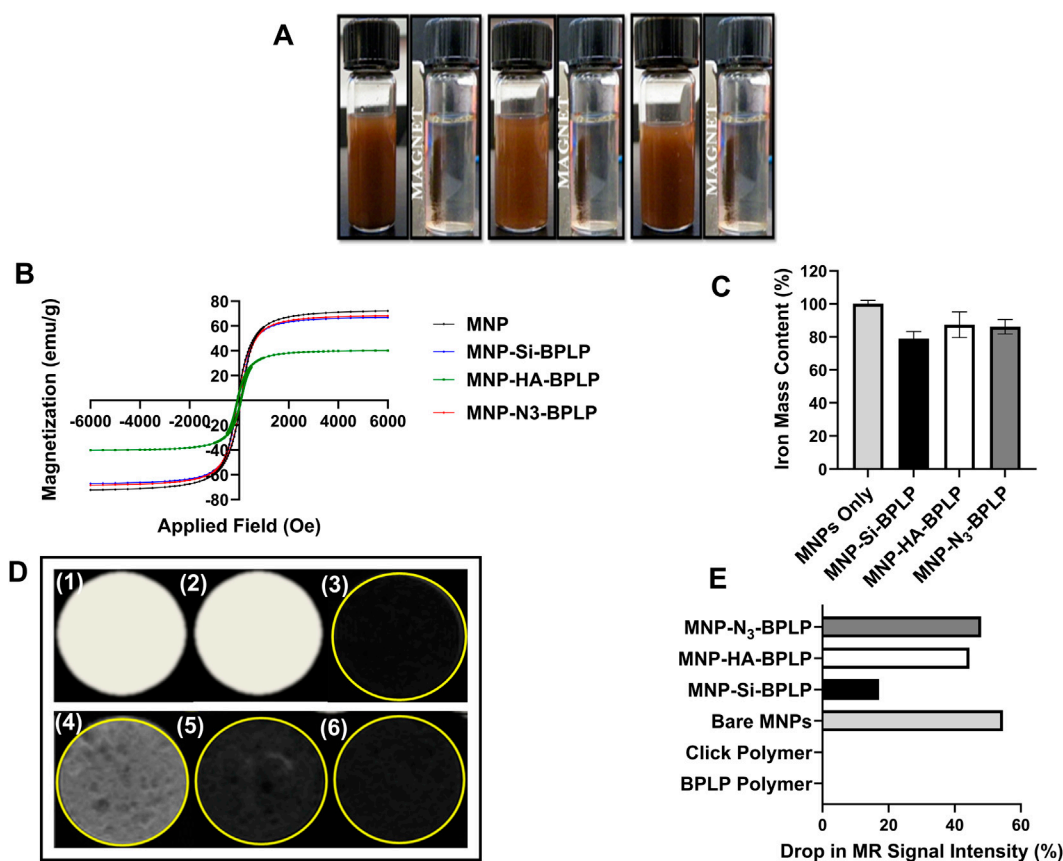 A
MAGNET
MAGNET
MAGNET
B
Magnetization (emu/g)
80
60
40
20
-6000
-4000
-2000
2000
4000
6000
-20
-40
-60
-80
Applied Field (Oe)
MNP
MNP-Si-BPLP
MNP-HA-BPLP
MNP-N3-BPLP
C
Iron Mass Content (%)
120
100
80
60
40
20
0
MNPs Only
MNP-Si-BPLP
MNP-HA-BPLP
MNP-N₃-BPLP
D
(1)
(2)
(3)
(4)
(5)
(6)
E
MNP-N₃-BPLP
MNP-HA-BPLP
MNP-Si-BPLP
Bare MNPs
Click Polymer
BPLP Polymer
0
20
40
60
Drop in MR Signal Intensity (%)